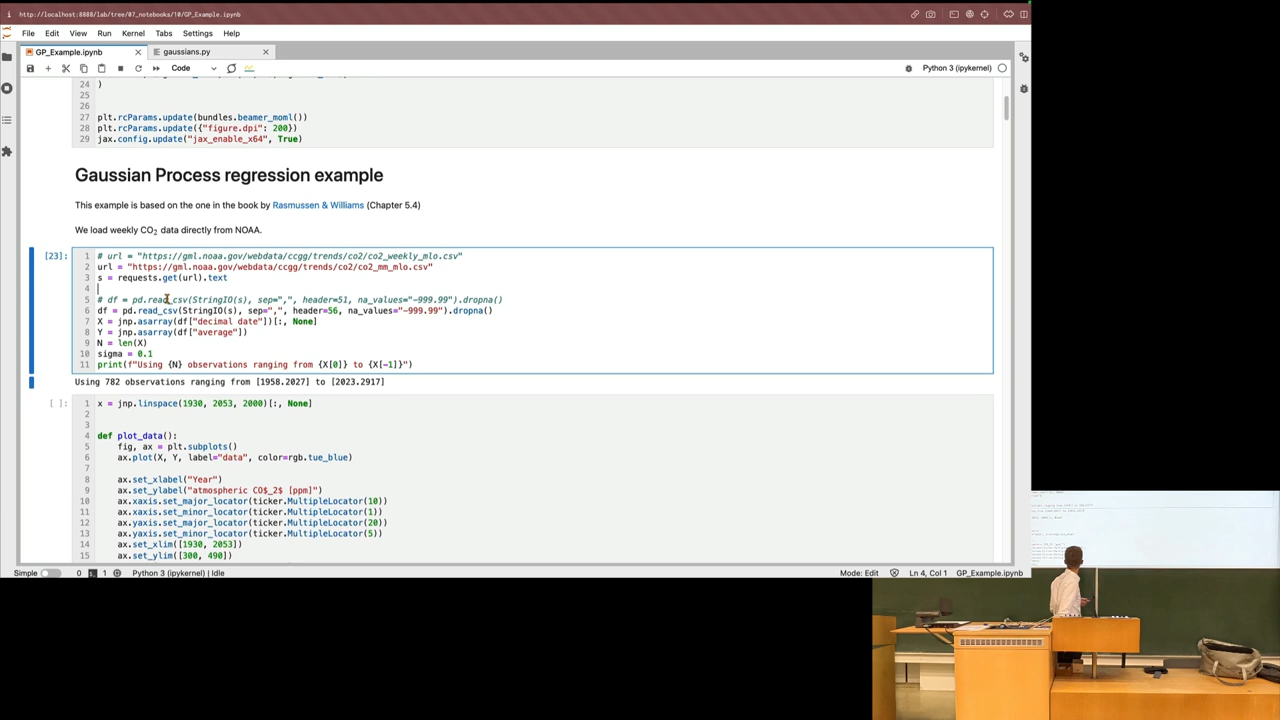 http://localhost:8888/lab/tree/07_notebooks/10/GP_Example.ipynb
File Edit View Run Kernel Tabs Settings Help
GP_Example.ipynb gaussians.py
Code Python 3 (ipykernel)
24 )
25
26
27 plt.rcParams.update(bundles.beamer_moml())
28 plt.rcParams.update({"figure.dpi": 200})
29 jax.config.update("jax_enable_x64", True)
Gaussian Process regression example
This example is based on the one in the book by Rasmussen & Williams (Chapter 5.4)
We load weekly CO₂ data directly from NOAA.
[23]: 1 # url = "https://gml.noaa.gov/webdata/ccgg/trends/co2/co2_weekly_mlo.csv"
2 url = "https://gml.noaa.gov/webdata/ccgg/trends/co2/co2_mm_mlo.csv"
3 s = requests.get(url).text
4
5 # df = pd.read_csv(StringIO(s), sep=",", header=51, na_values="-999.99").dropna()
6 df = pd.read_csv(StringIO(s), sep=",", header=56, na_values="-999.99").dropna()
7 X = jnp.asarray(df["decimal date"])[:, None]
8 Y = jnp.asarray(df["average"])
9 N = len(X)
10 sigma = 0.1
11 print(f"Using {N} observations ranging from {X[0]} to {X[-1]}")
Using 782 observations ranging from [1958.2027] to [2023.2917]
[ ]: 1 x = jnp.linspace(1930, 2053, 2000)[:, None]
2
3
4 def plot_data():
5 fig, ax = plt.subplots()
6 ax.plot(X, Y, label="data", color=rgb.tue_blue)
7
8 ax.set_xlabel("Year")
9 ax.set_ylabel("atmospheric CO$_2$ [ppm]")
10 ax.xaxis.set_major_locator(ticker.MultipleLocator(10))
11 ax.xaxis.set_minor_locator(ticker.MultipleLocator(1))
12 ax.yaxis.set_major_locator(ticker.MultipleLocator(20))
13 ax.yaxis.set_minor_locator(ticker.MultipleLocator(5))
14 ax.set_xlim([1930, 2053])
15 ax.set_ylim([300, 490])
Simple 0 1 Python 3 (ipykernel) | Idle Mode: Edit Ln 4, Col 1 GP_Example.ipynb